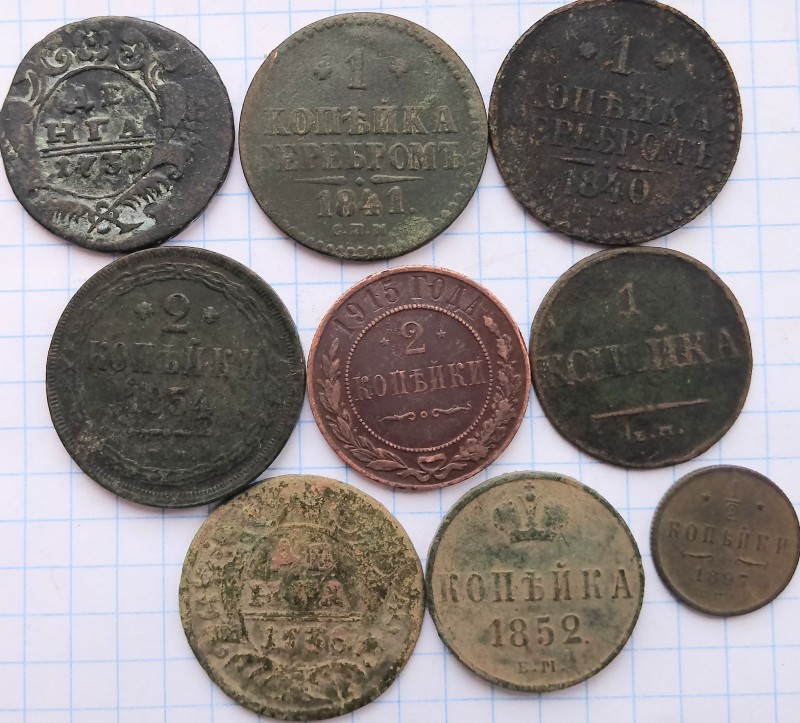 ДЕ
НГА
1731
1
КОПѢЙКА
СЕРЕБРОМЪ
1841.
С.П.М.
1
КОПѢЙКА
СЕРЕБРОМЪ
1840
2
КОПѢЙКИ
1854
1915 ГОДА
2
КОПѢЙКИ
1
КОПѢЙКА
Е.М.
ДЕ
НГА
КОПѢЙКА
1852.
Е.М.
1/2
КОПѢЙКИ
1897